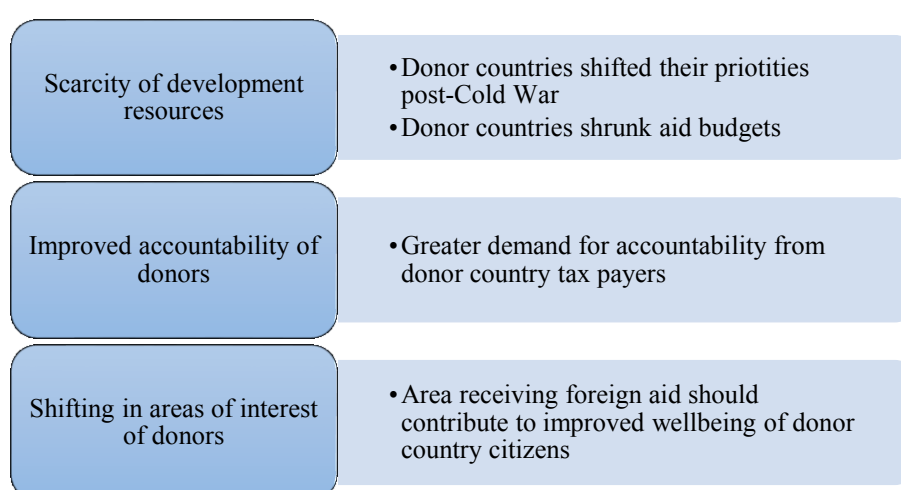 Scarcity of development
resources
•Donor countries shifted their priotities
post-Cold War
•Donor countries shrunk aid budgets
Improved accountability of
donors
•Greater demand for accountability from
donor country tax payers
Shifting in areas of interest
of donors
•Area receiving foreign aid should
contribute to improved wellbeing of donor
country citizens